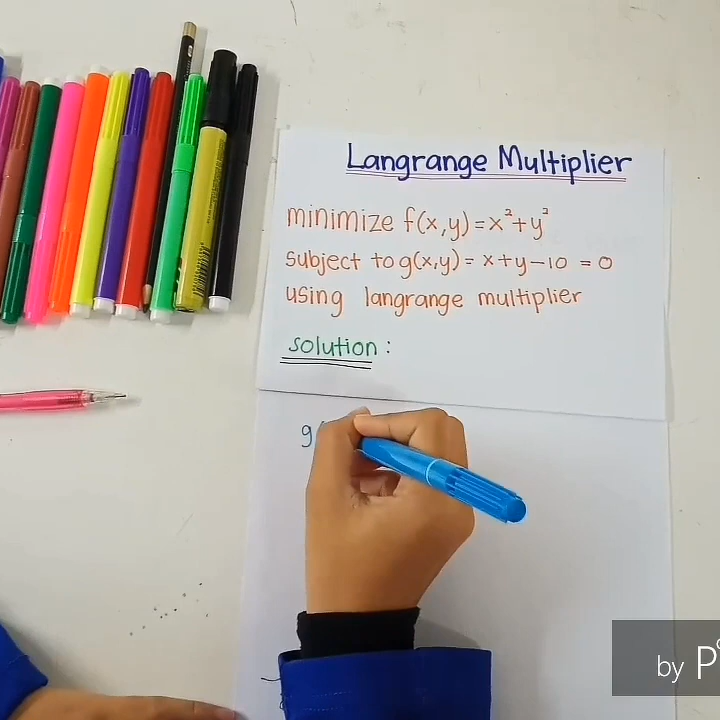 Langrange Multiplier
minimize f(x,y) = x² + y²
subject to g(x,y) = x + y − 10 = 0
using langrange multiplier
solution :
g(
by